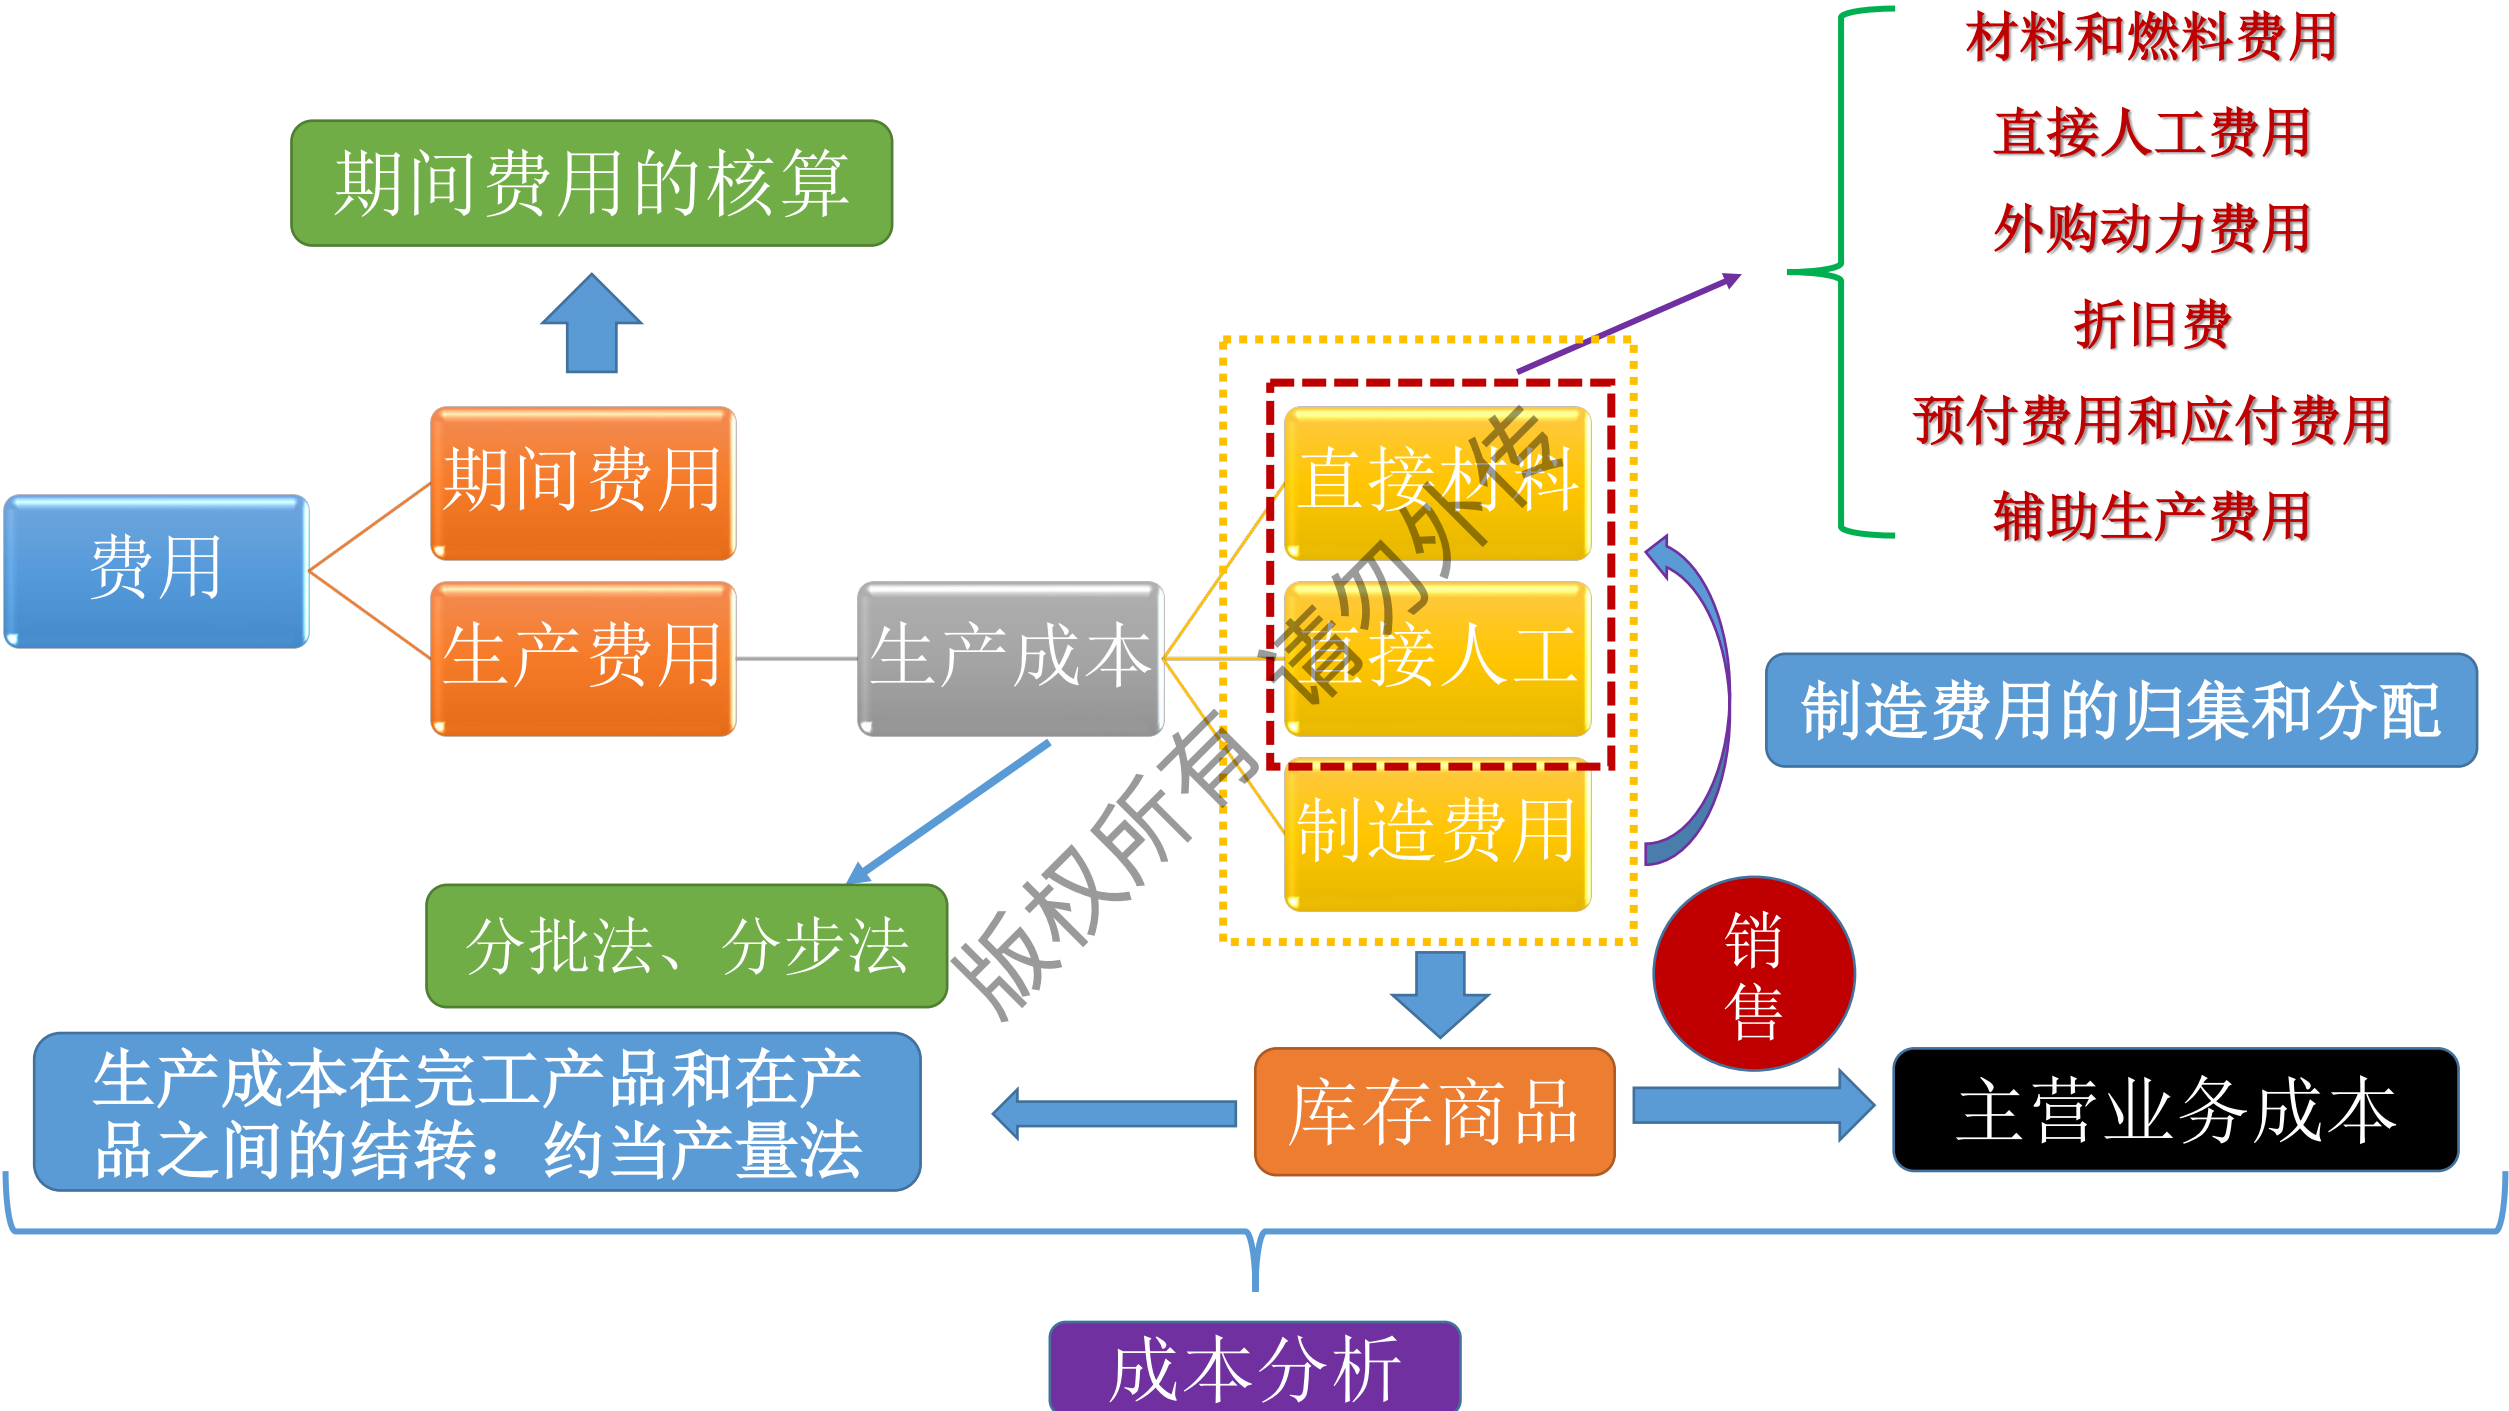 材料和燃料费用
直接人工费用
外购动力费用
折旧费
预付费用和应付费用
辅助生产费用
期间费用的核算
期间费用
直接材料
费用
生产费用
生产成本
直接人工
制造费用的归集和分配
制造费用
分批法、分步法
销
售
生产成本在完工产品和在产
品之间的结转：约当产量法
库存商品
主营业务成本
成本分析
版权所有 请勿外传